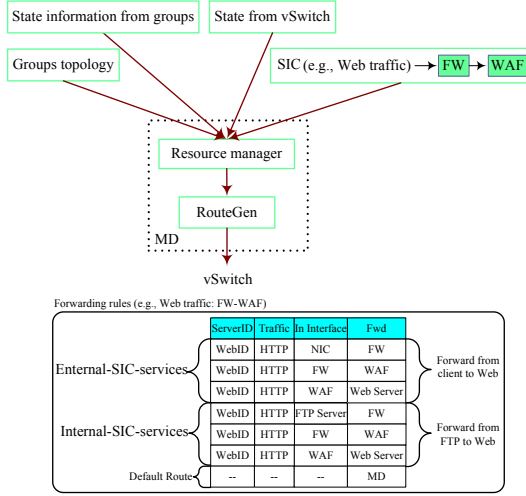 State information from groups
State from vSwitch
Groups topology
SIC (e.g., Web traffic) FW WAF
Resource manager
RouteGen
MD
vSwitch
Forwarding rules (e.g., Web traffic: FW-WAF)
ServerID Traffic In Interface Fwd
WebID HTTP NIC FW
Enternal-SIC-services WebID HTTP FW WAF Forward from client to Web
WebID HTTP WAF Web Server
WebID HTTP FTP Server FW
Internal-SIC-services WebID HTTP FW WAF Forward from FTP to Web
WebID HTTP WAF Web Server
Default Route -- -- -- MD